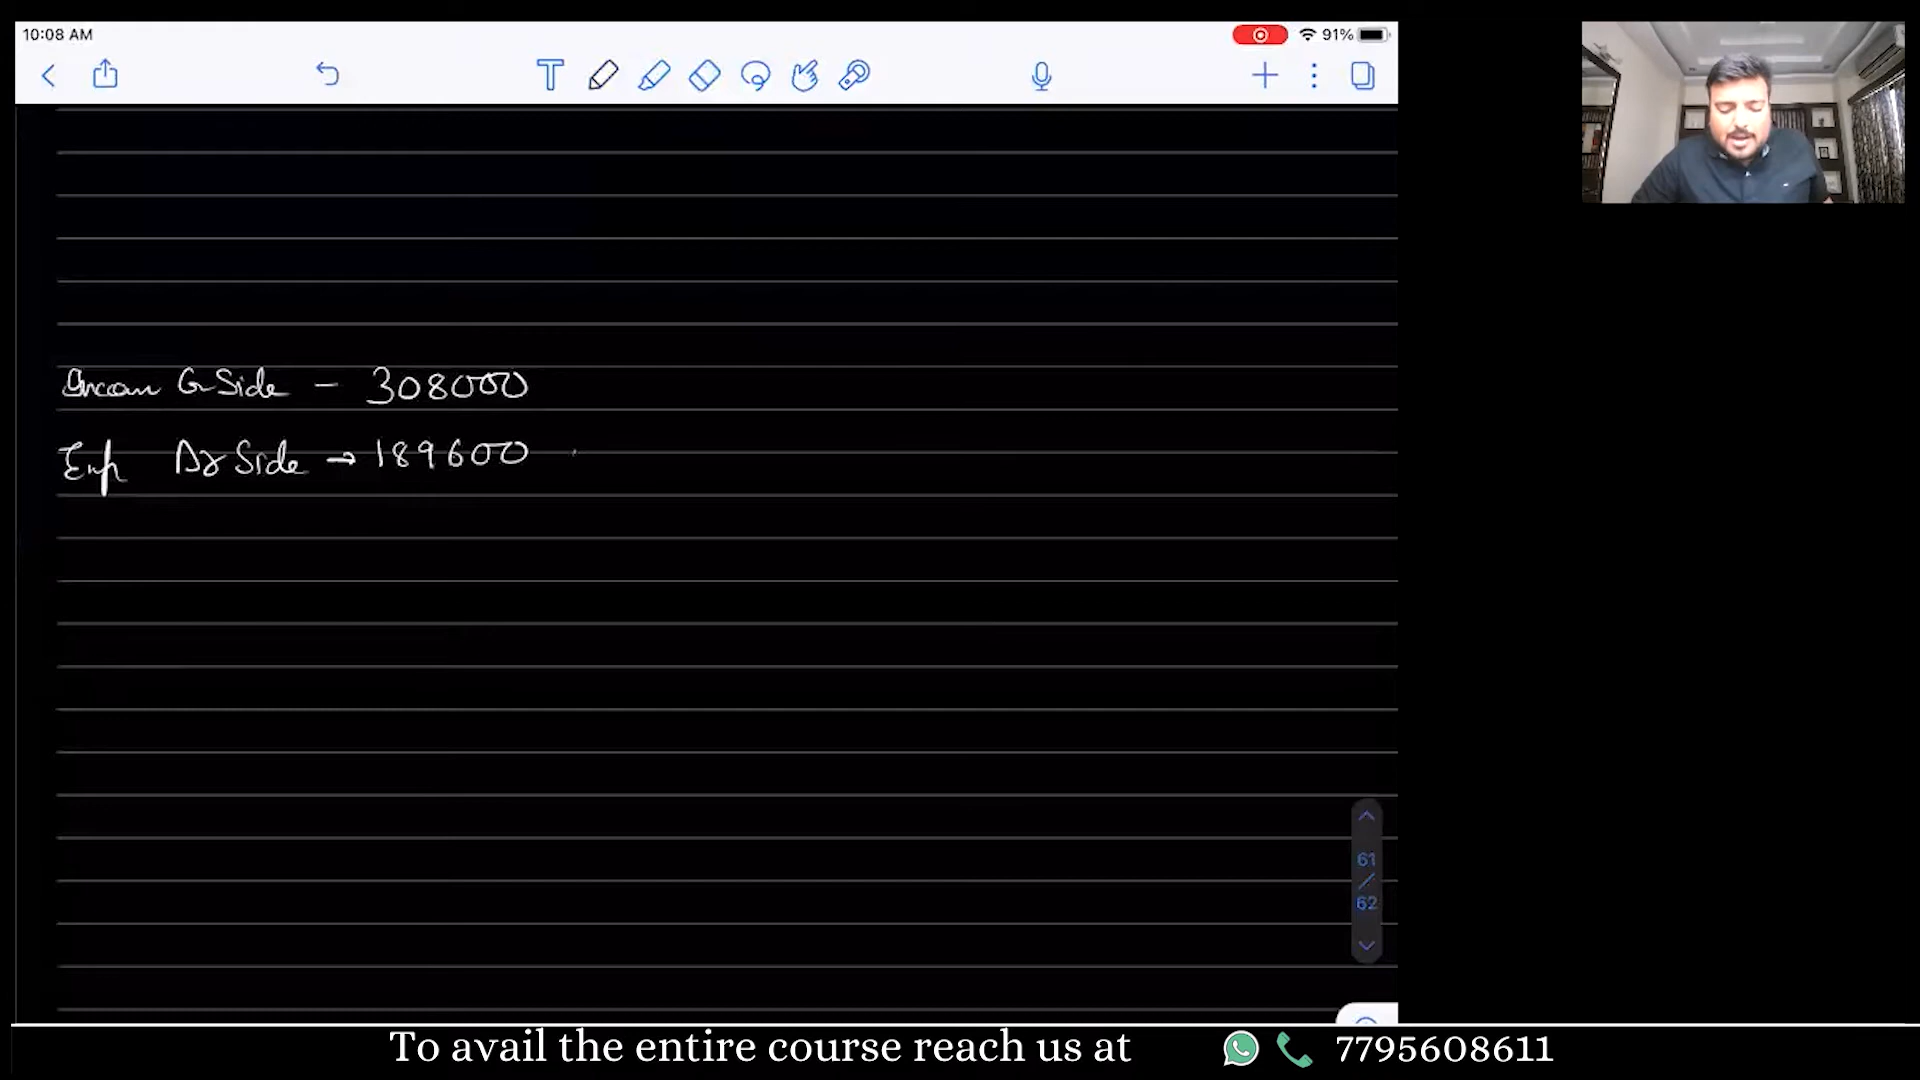 10:08 AM
91%
T
Incom Cr Side - 308000
Exp Dr Side → 189600
61
/
62
To avail the entire course reach us at 7795608611